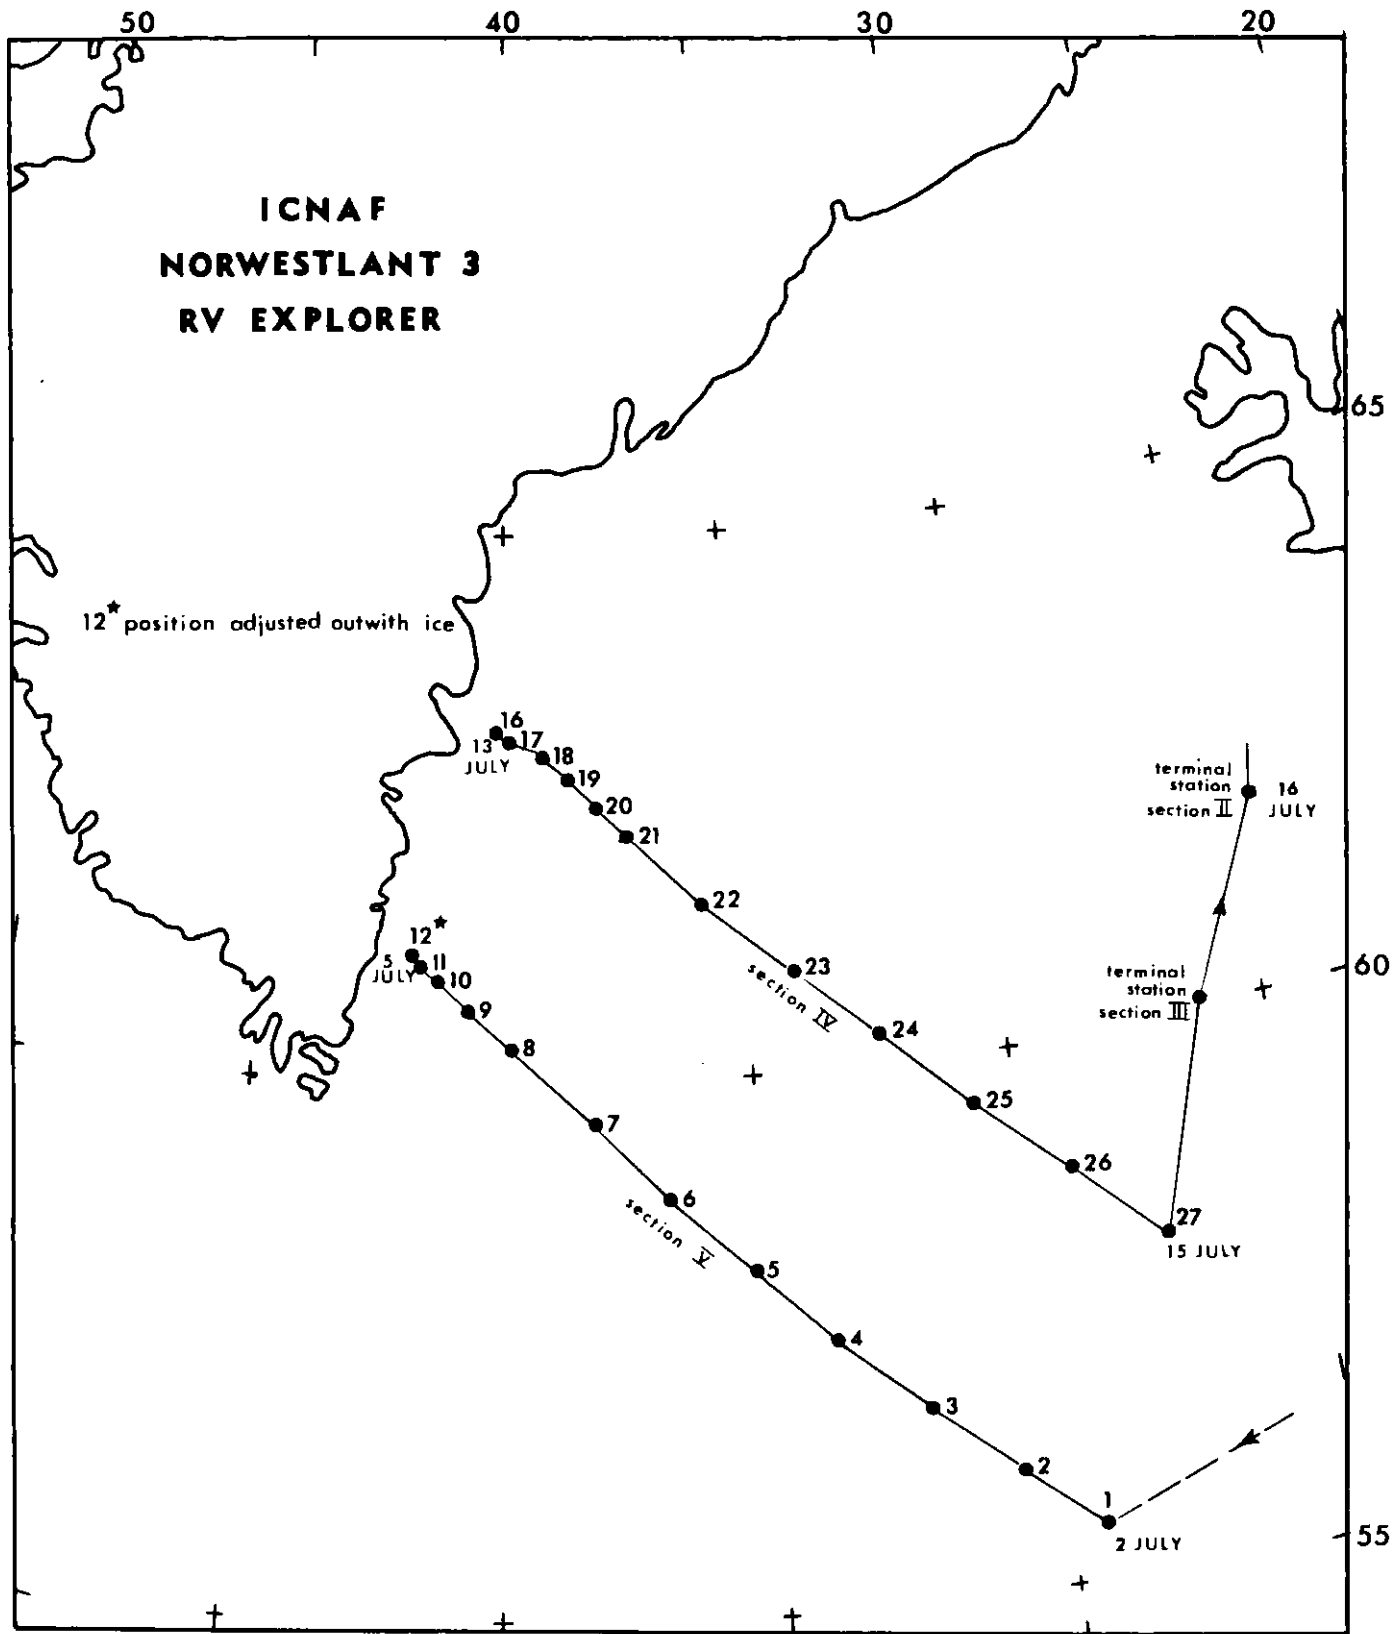 50 40 30 20
ICNAF
NORWESTLANT 3
RV EXPLORER
65
12* position adjusted outwith ice
16
13 17
JULY 18
19
20
21
22
23
section IV
24
25
26
27
15 JULY
terminal
station
section II
16
JULY
terminal
station
section III
60
12*
5 11
JULY 10
9
8
7
6
section V
5
4
3
2
1
2 JULY
55